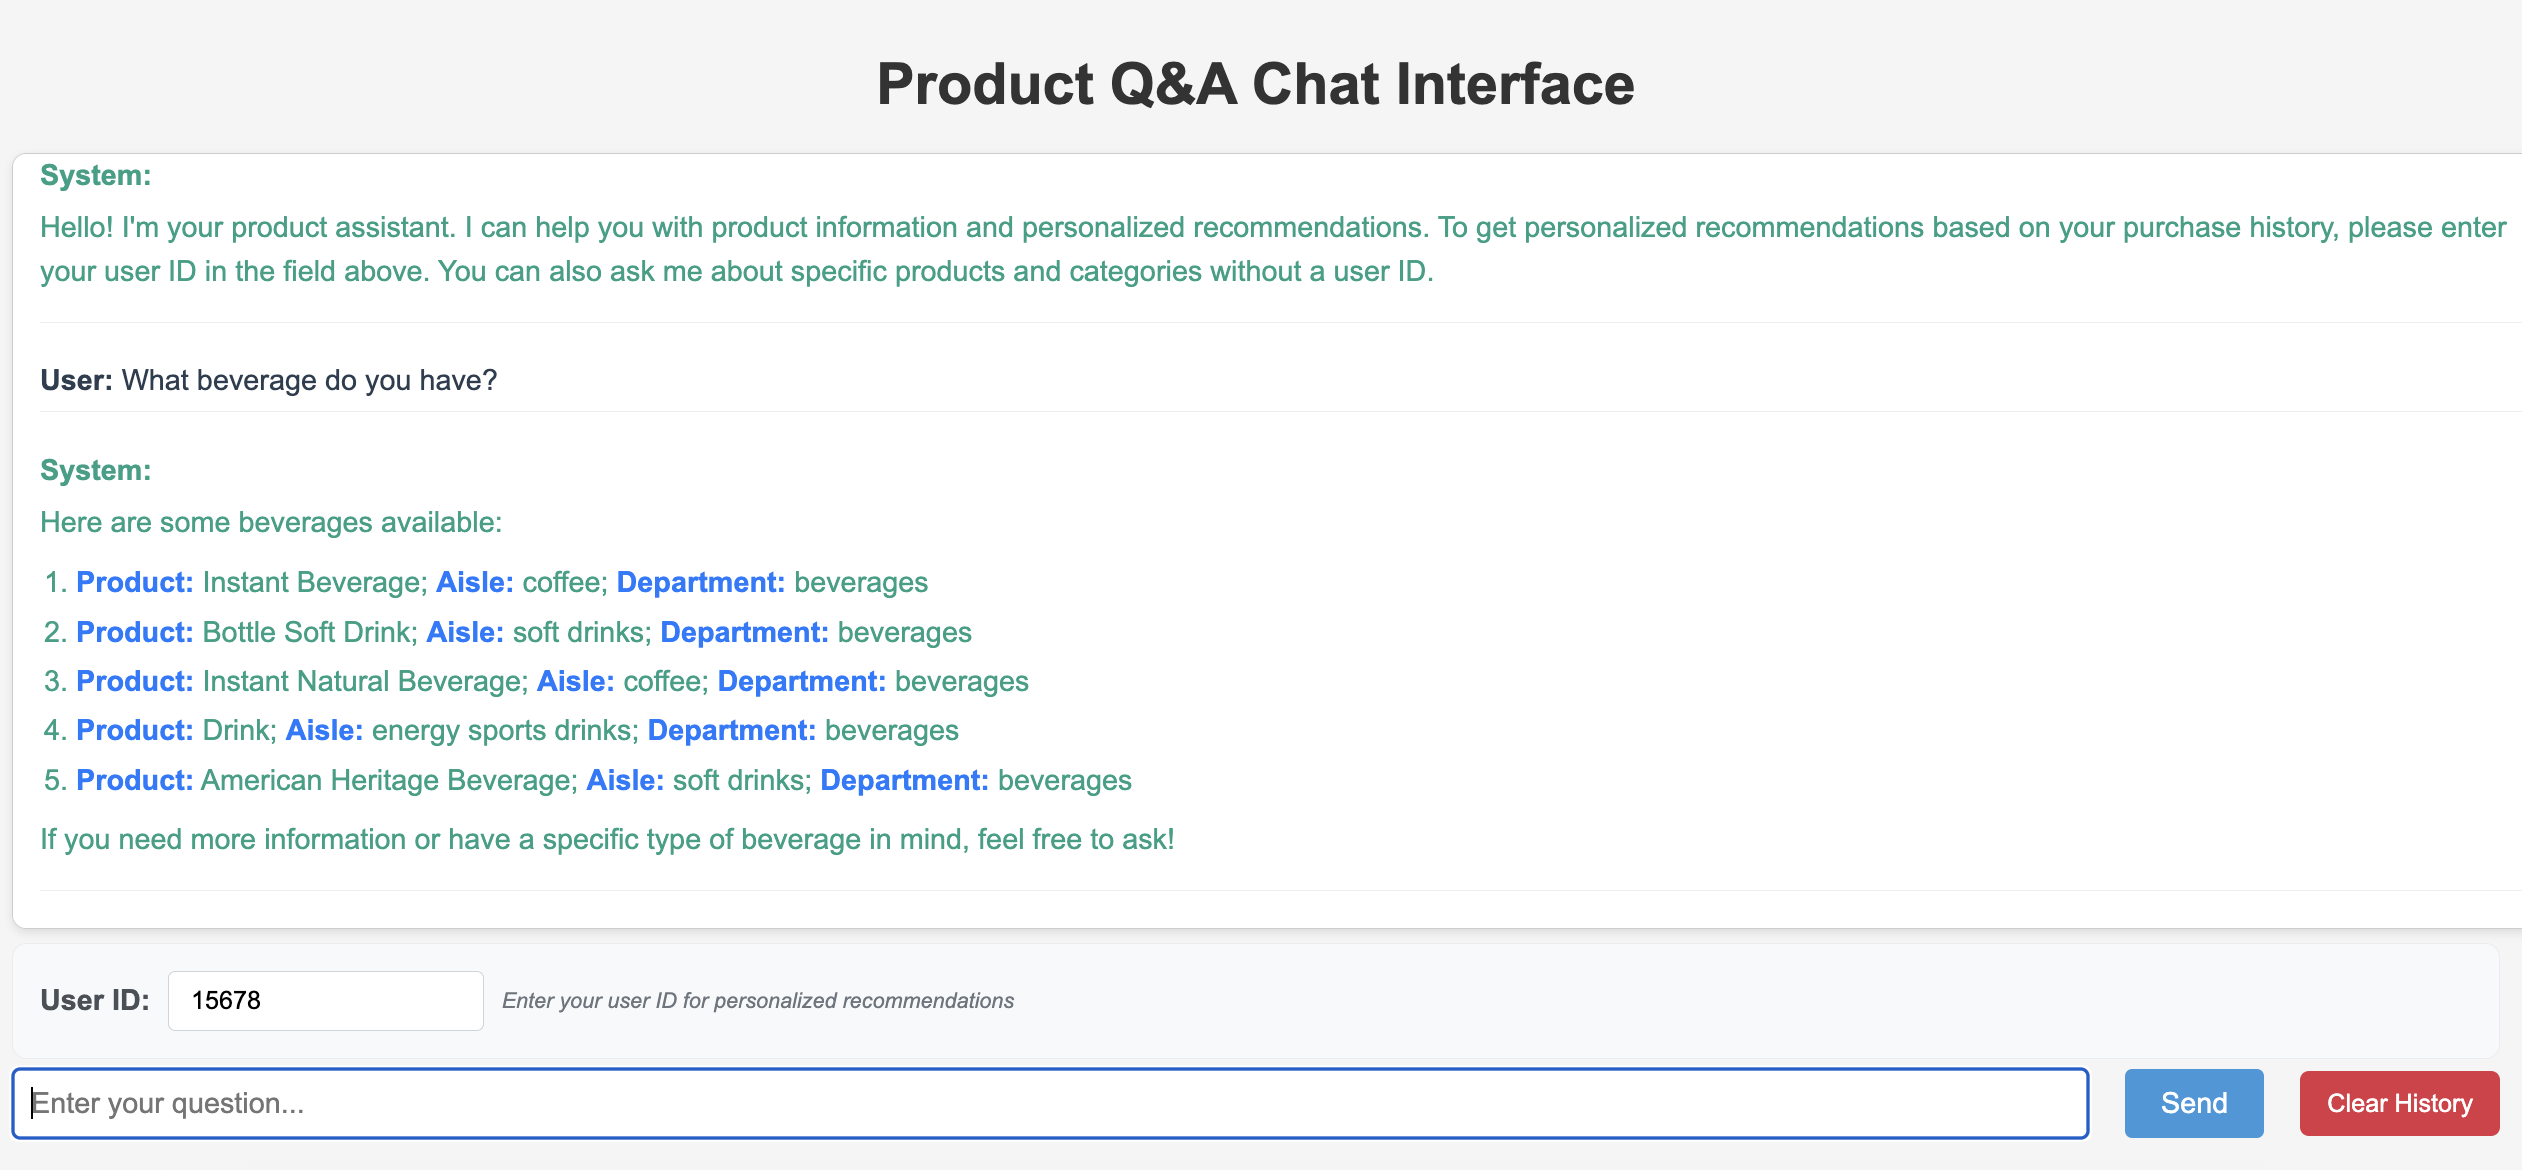 Product Q&A Chat Interface
System:
Hello! I'm your product assistant. I can help you with product information and personalized recommendations. To get personalized recommendations based on your purchase history, please enter
your user ID in the field above. You can also ask me about specific products and categories without a user ID.
User: What beverage do you have?
System:
Here are some beverages available:
1. Product: Instant Beverage; Aisle: coffee; Department: beverages
2. Product: Bottle Soft Drink; Aisle: soft drinks; Department: beverages
3. Product: Instant Natural Beverage; Aisle: coffee; Department: beverages
4. Product: Drink; Aisle: energy sports drinks; Department: beverages
5. Product: American Heritage Beverage; Aisle: soft drinks; Department: beverages
If you need more information or have a specific type of beverage in mind, feel free to ask!
User ID: 15678 Enter your user ID for personalized recommendations
Enter your question... Send Clear History